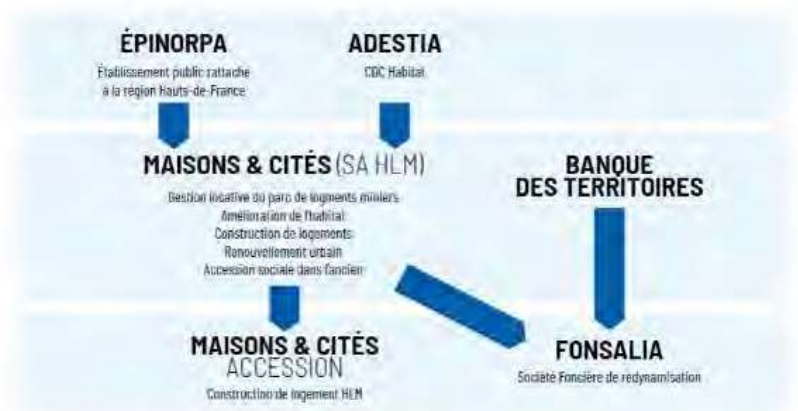 ÉPINORPA
Établissement public rattaché
à la région Hauts-de-France
ADESTIA
CDC Habitat
MAISONS & CITÉS (SA HLM)
Gestion locative du parc de logments miniers
Amélioration de l'habitat
Construction de logements
Renouvellement urbain
Accession sociale dans l'ancien
BANQUE
DES TERRITOIRES
MAISONS & CITÉS
ACCESSION
Construction de logement HLM
FONSALIA
Société Foncière de redynamisation